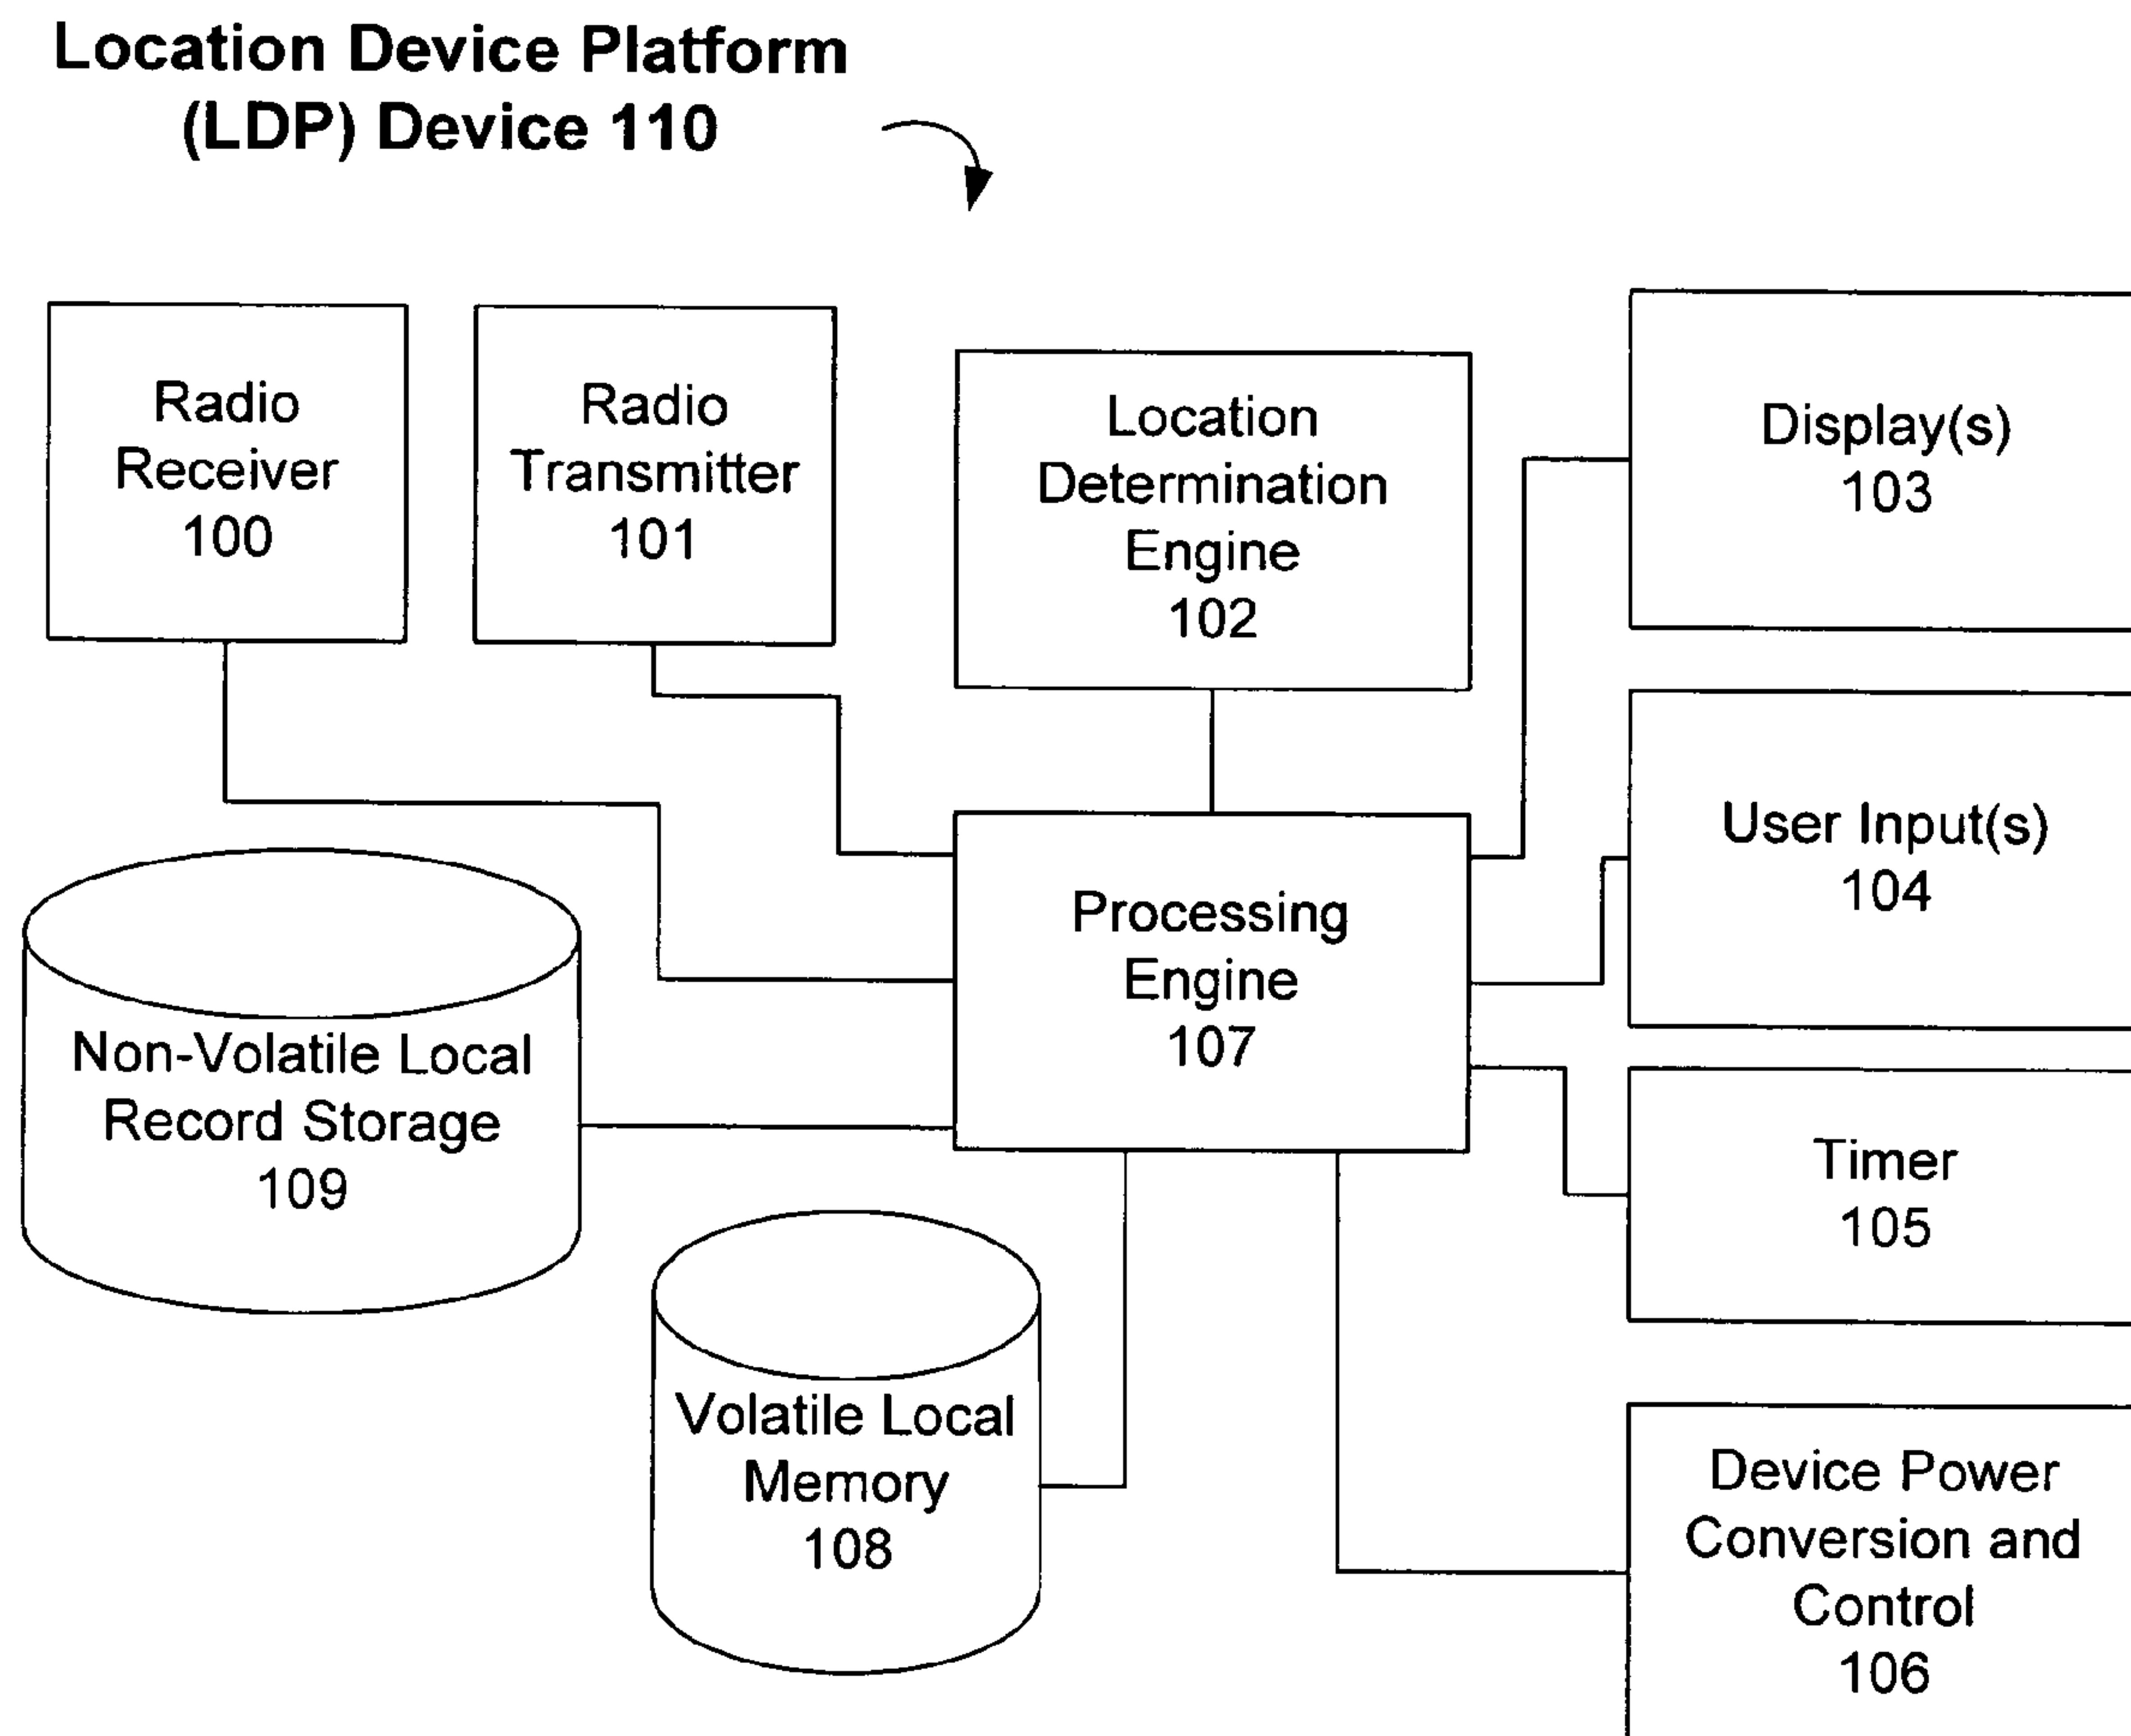 Location Device Platform
(LDP) Device 110
Radio
Receiver
100
Radio
Transmitter
101
Location
Determination
Engine
102
Display(s)
103
User Input(s)
104
Processing
Engine
107
Non-Volatile Local
Record Storage
109
Timer
105
Volatile Local
Memory
108
Device Power
Conversion and
Control
106